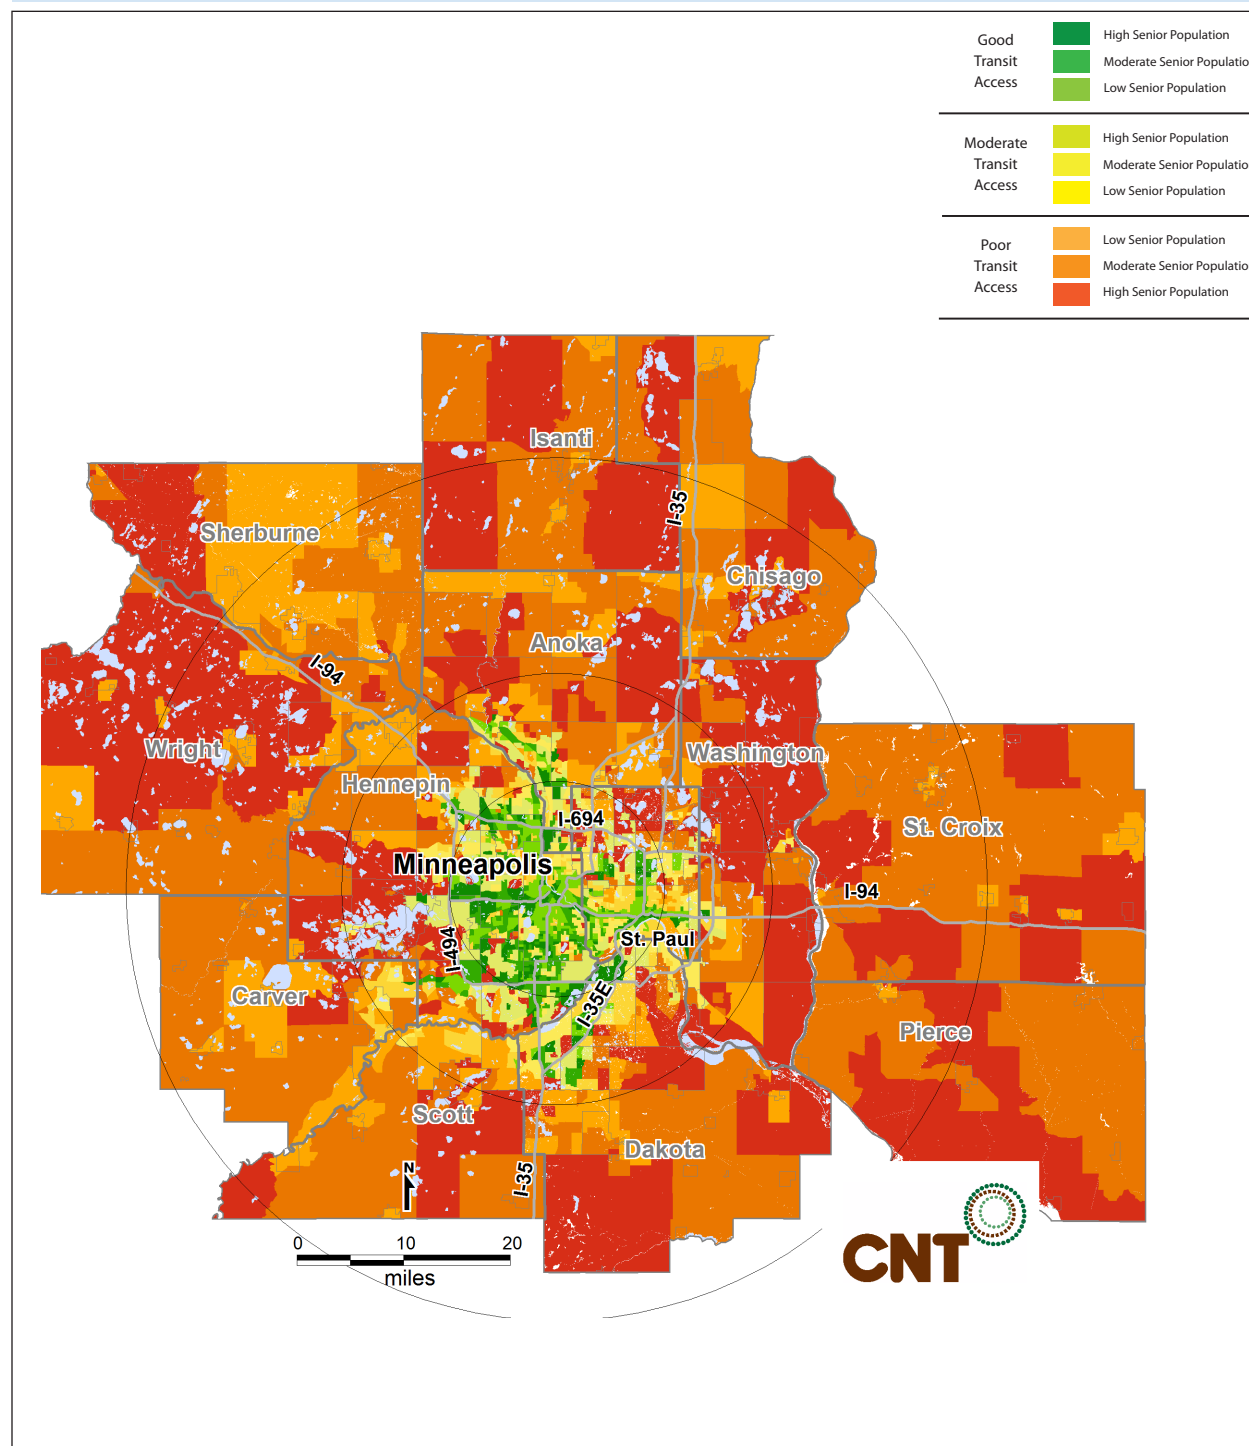 Good
Transit
Access
High Senior Population
Moderate Senior Populatio
Low Senior Population
Moderate
Transit
Access
High Senior Population
Moderate Senior Populatio
Low Senior Population
Poor
Transit
Access
Low Senior Population
Moderate Senior Populatio
High Senior Population
Isanti
I-35
Sherburne
Chisago
Anoka
I-94
Wright
Washington
Hennepin
I-694
St. Croix
Minneapolis
I-94
St. Paul
I-494
Carver
I-35E
Pierce
Scott
Dakota
N
I-35
0 10 20
miles
CNT